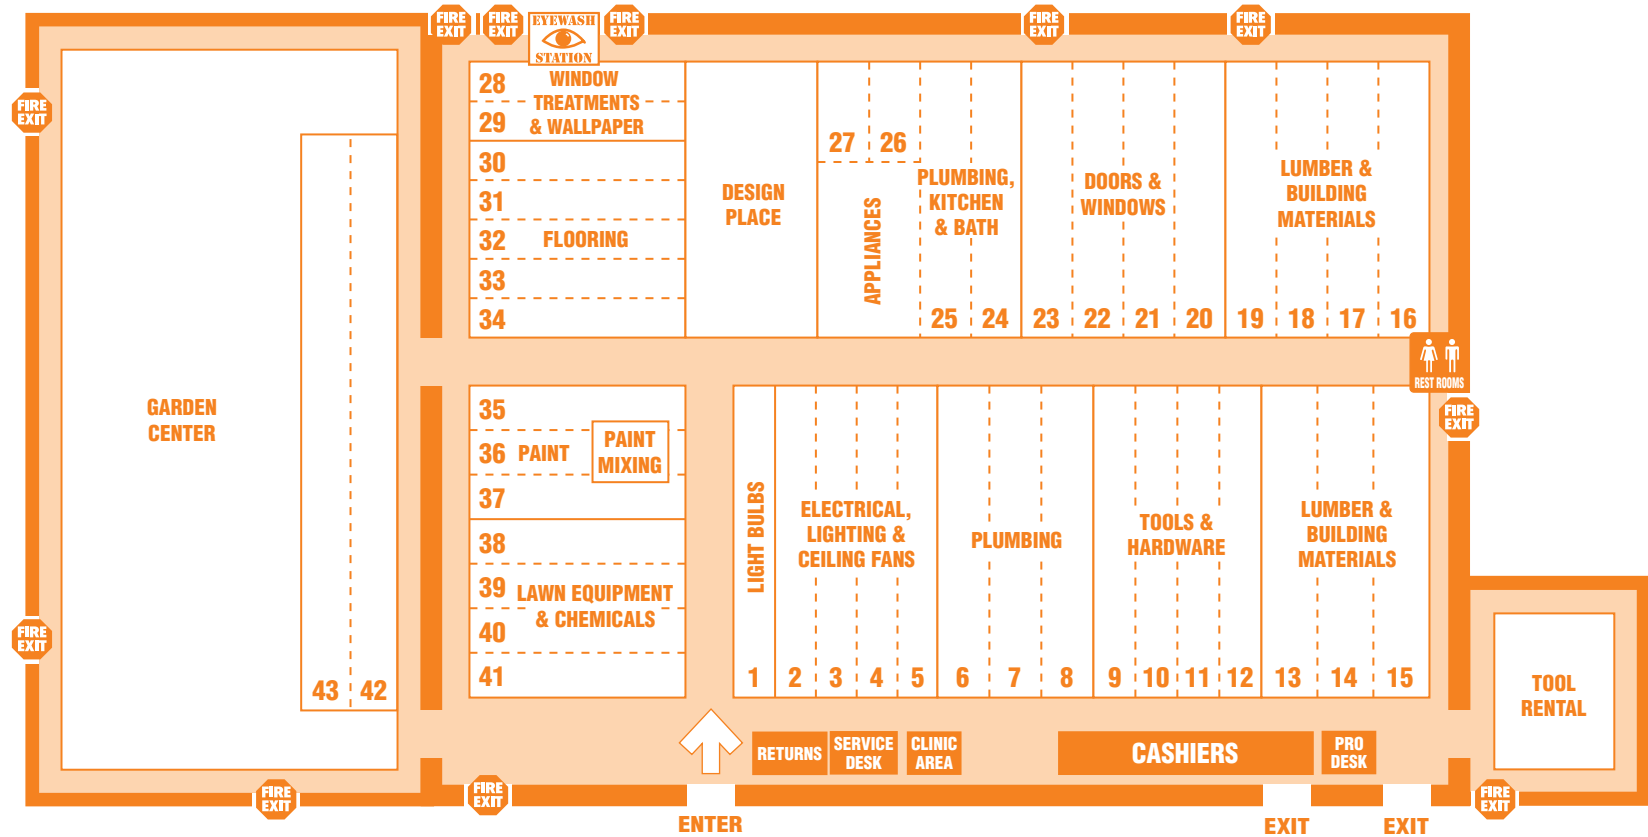 FIRE
EXIT
FIRE
EXIT
EYEWASH
STATION
FIRE
EXIT
FIRE
EXIT
FIRE
EXIT
FIRE
EXIT
28
WINDOW
TREATMENTS
29
& WALLPAPER
30
31
32
FLOORING
33
34
DESIGN
PLACE
27
26
APPLIANCES
PLUMBING,
KITCHEN
& BATH
25
24
DOORS &
WINDOWS
23
22
21
20
LUMBER &
BUILDING
MATERIALS
19
18
17
16
REST ROOMS
FIRE
EXIT
GARDEN
CENTER
43
42
35
36
PAINT
PAINT
MIXING
37
38
39
LAWN EQUIPMENT
& CHEMICALS
40
41
LIGHT BULBS
1
ELECTRICAL,
LIGHTING &
CEILING FANS
2
3
4
5
PLUMBING
6
7
8
TOOLS &
HARDWARE
9
10
11
12
LUMBER &
BUILDING
MATERIALS
13
14
15
TOOL
RENTAL
FIRE
EXIT
RETURNS
SERVICE
DESK
CLINIC
AREA
CASHIERS
PRO
DESK
FIRE
EXIT
FIRE
EXIT
FIRE
EXIT
ENTER
EXIT
EXIT